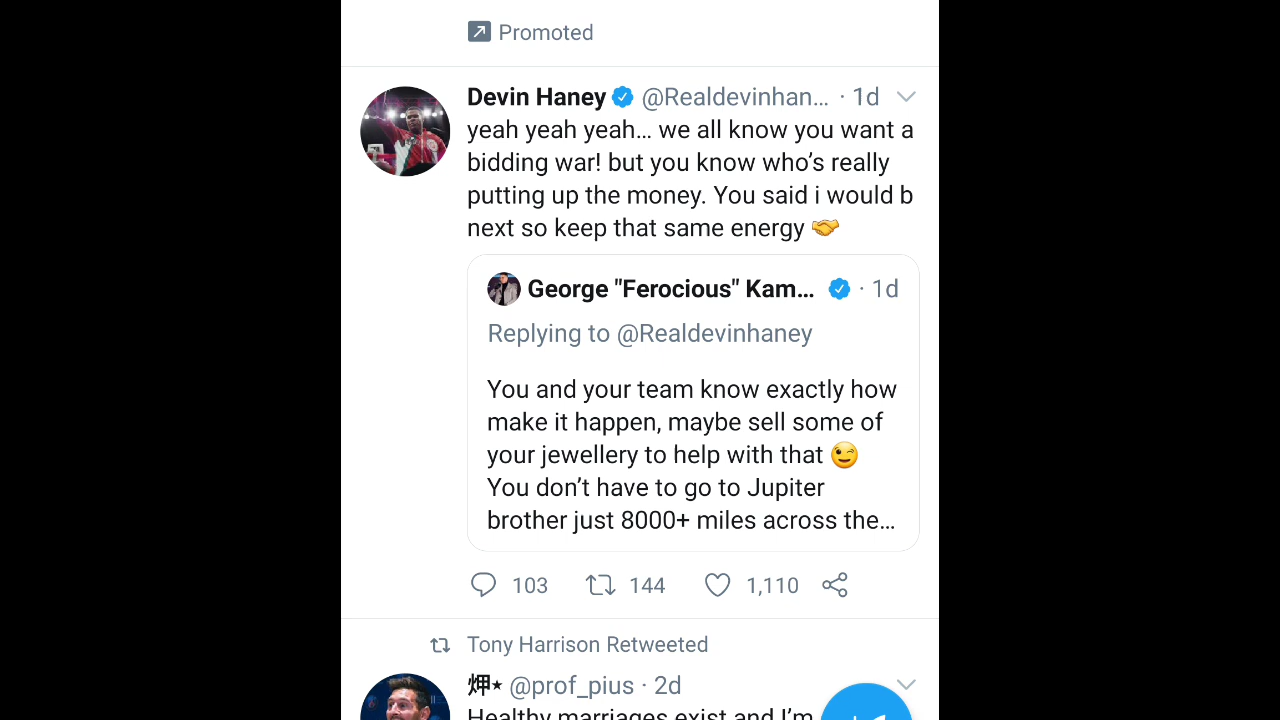 Promoted
Devin Haney @Realdevinhan... · 1d
yeah yeah yeah... we all know you want a
bidding war! but you know who's really
putting up the money. You said i would b
next so keep that same energy 🤝
George "Ferocious" Kam... · 1d
Replying to @Realdevinhaney
You and your team know exactly how
make it happen, maybe sell some of
your jewellery to help with that 😉
You don't have to go to Jupiter
brother just 8000+ miles across the...
103 144 1,110
Tony Harrison Retweeted
@prof_pius · 2d
Healthy marriages exist and I'm